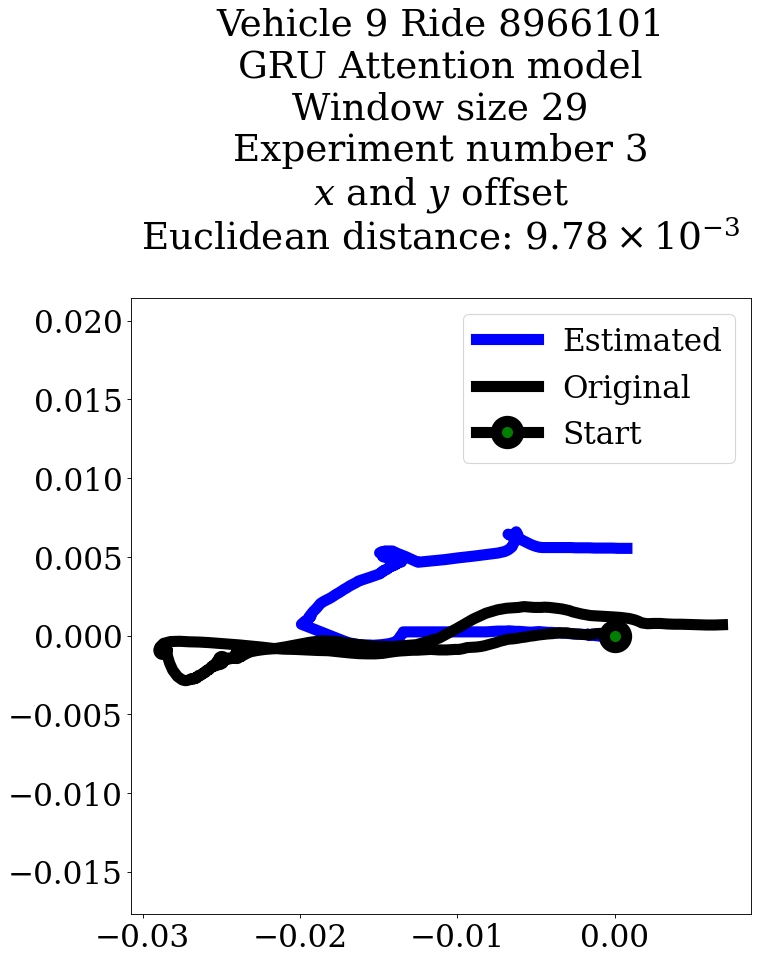 Vehicle 9 Ride 8966101
GRU Attention model
Window size 29
Experiment number 3
x and y offset
Euclidean distance: 9.78 × 10⁻³
Estimated
Original
Start
0.020
0.015
0.010
0.005
0.000
−0.005
−0.010
−0.015
−0.03 −0.02 −0.01 0.00